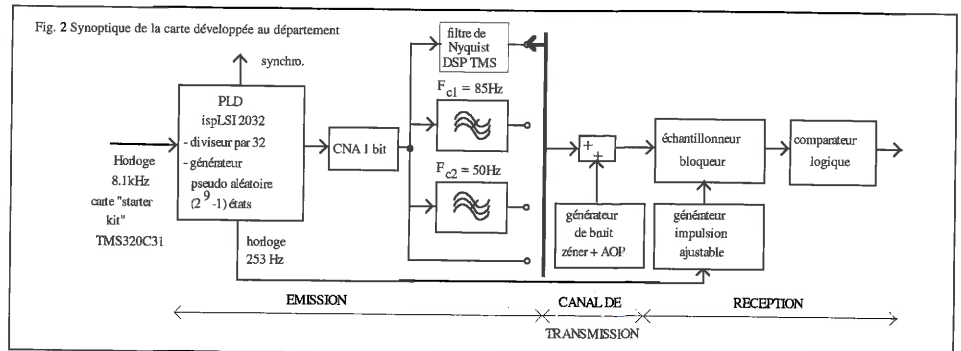 Fig. 2 Synoptique de la carte développée au département
synchro.
PLD
ispLSI 2032
- diviseur par 32
- générateur
pseudo aléatoire
(2^9 -1) états
Horloge
8.1kHz
carte "starter
kit"
TMS320C31
horloge
253 Hz
CNA 1 bit
filtre de
Nyquist
DSP TMS
F_c1 = 85Hz
F_c2 = 50Hz
+
+
générateur
de bruit
zéner + AOP
échantillonneur
bloqueur
générateur
impulsion
ajustable
comparateur
logique
EMISSION
CANAL DE
TRANSMISSION
RECEPTION